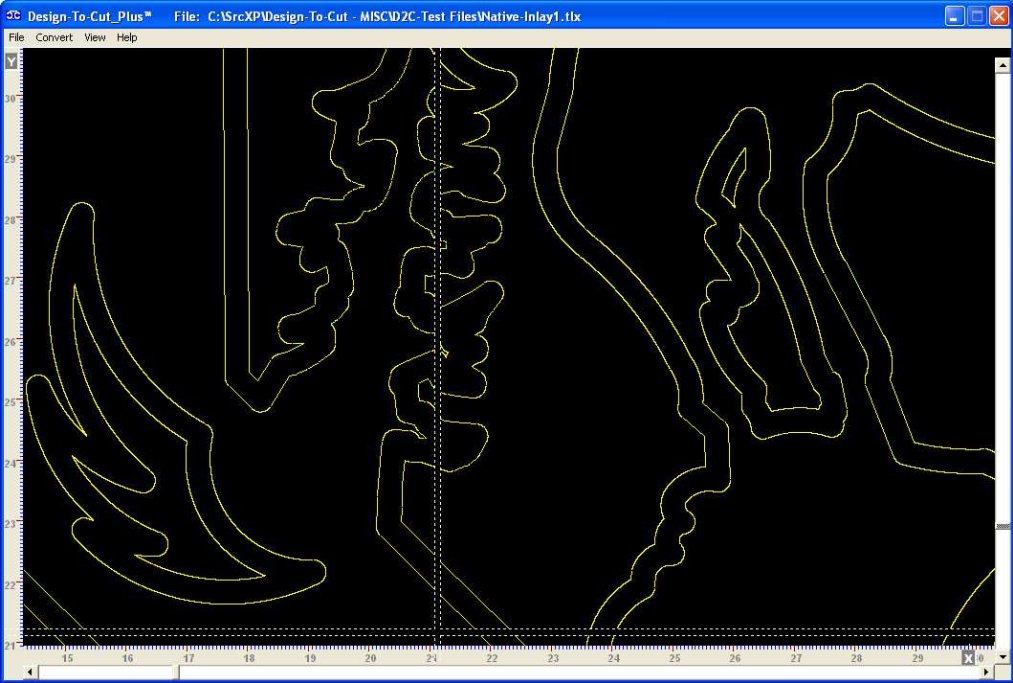 Design-To-Cut_Plus™ File: C:\SrcXP\Design-To-Cut - MISC\D2C-Test Files\Native-Inlay1.tlx
File Convert View Help
Y
30
29
28
27
26
25
24
23
22
21
15 16 17 18 19 20 22 23 24 25 26 27 28 29 X